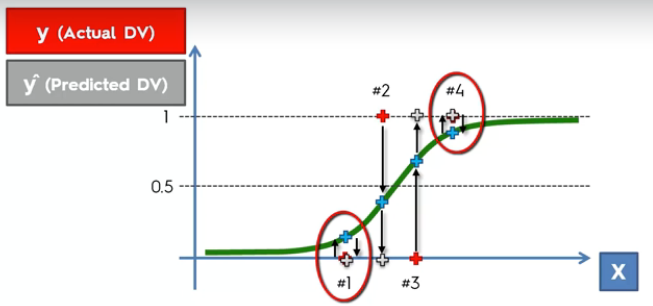 y (Actual DV)
y^ (Predicted DV)
#2
#4
1
0.5
#1
#3
X